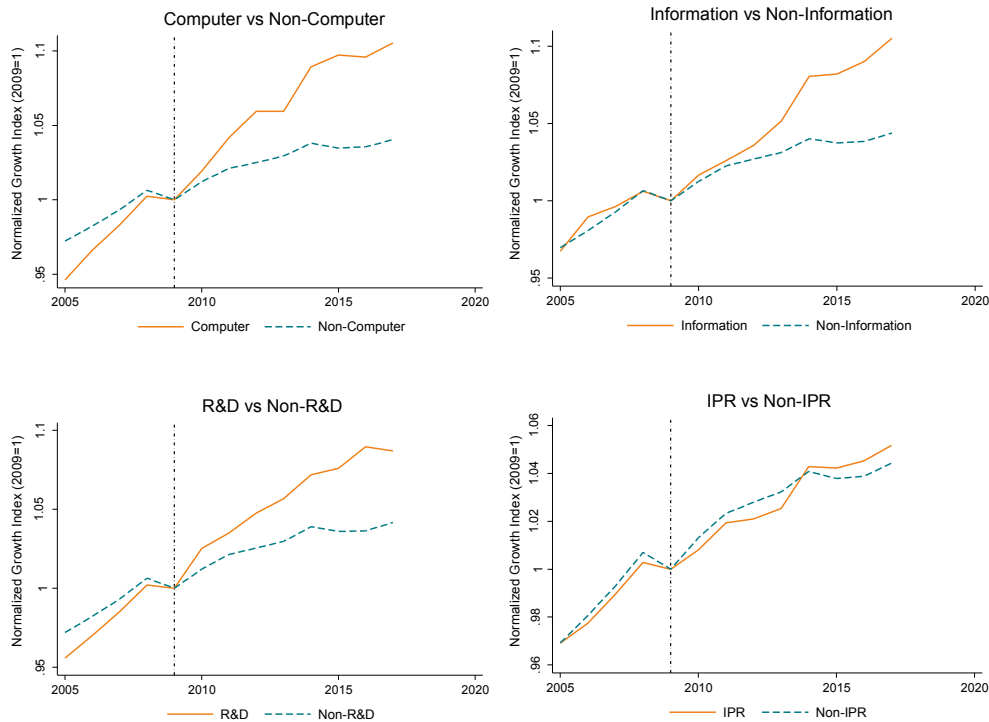 Computer vs Non-Computer
Normalized Growth Index (2009=1)
1.1
1.05
1
.95
2005 2010 2015 2020
Computer Non-Computer
Information vs Non-Information
Normalized Growth Index (2009=1)
1.1
1.05
1
.95
2005 2010 2015 2020
Information Non-Information
R&D vs Non-R&D
Normalized Growth Index (2009=1)
1.1
1.05
1
.95
2005 2010 2015 2020
R&D Non-R&D
IPR vs Non-IPR
Normalized Growth Index (2009=1)
1.06
1.04
1.02
1
.98
.96
2005 2010 2015 2020
IPR Non-IPR